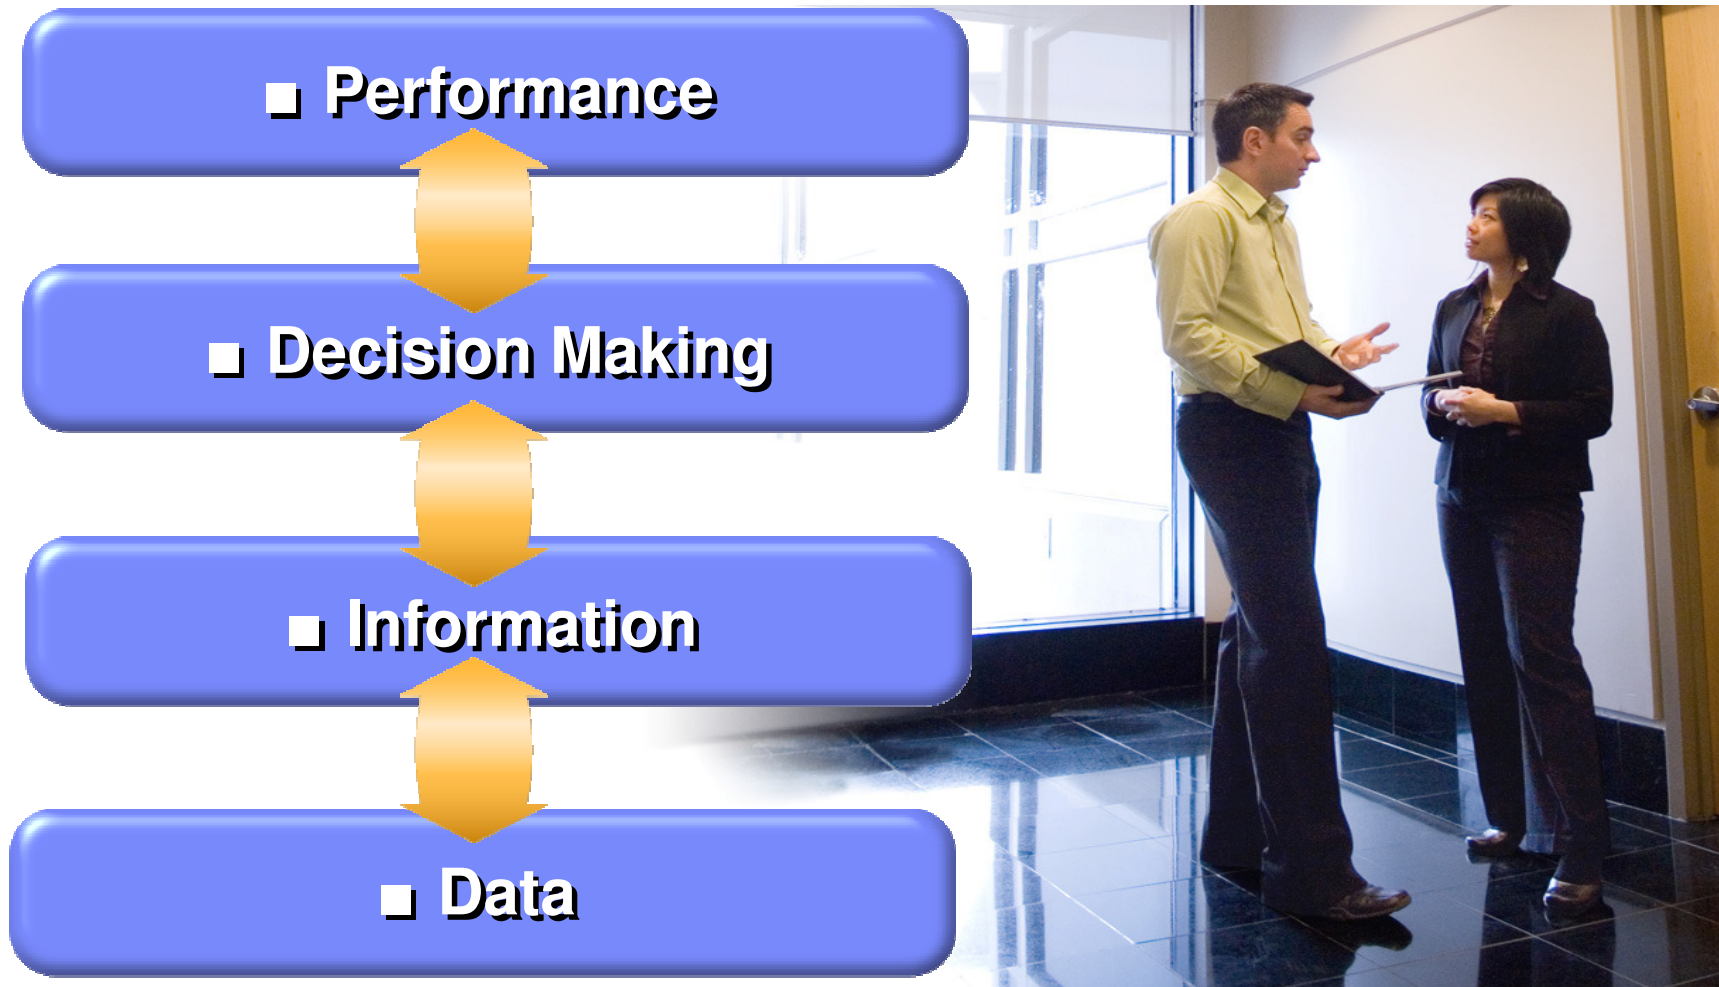 ▪ Performance
▪ Decision Making
▪ Information
▪ Data